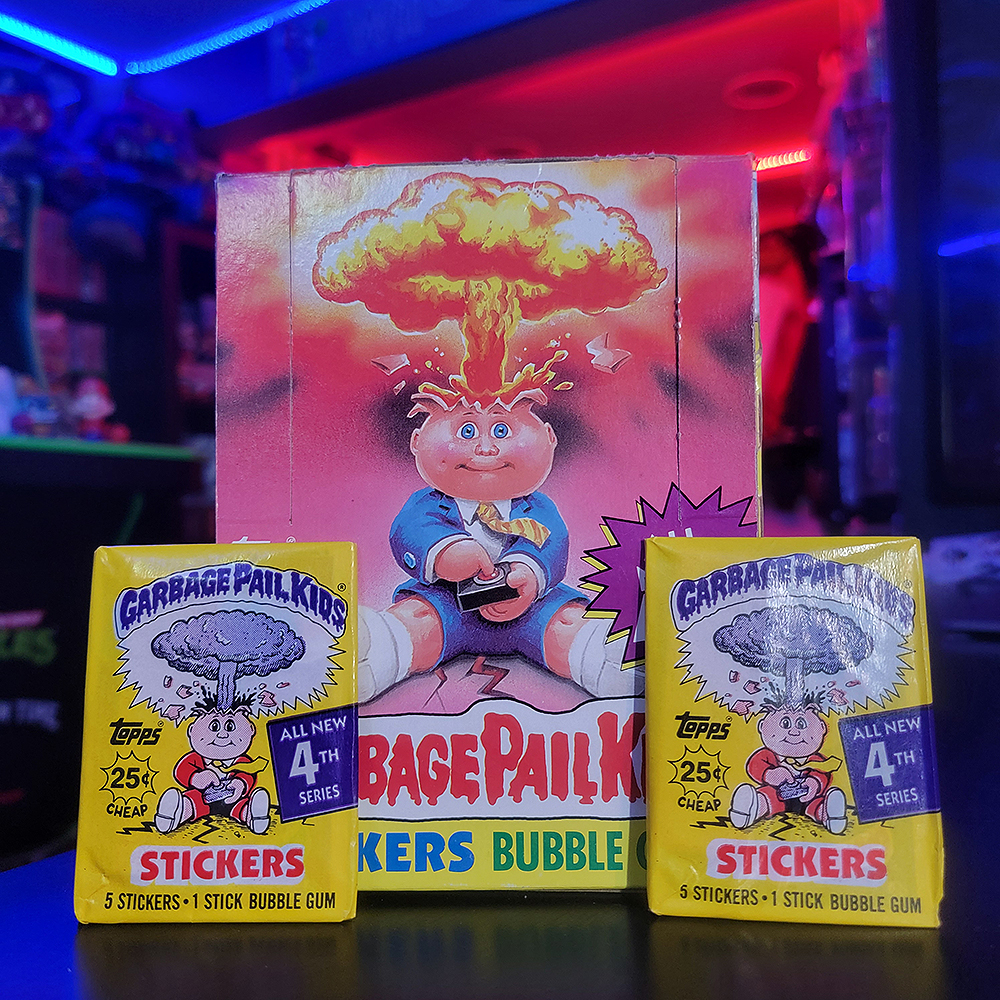 GARBAGE PAIL KIDS®
TOPPS®
25¢
CHEAP
ALL NEW
4TH
SERIES
STICKERS
5 STICKERS • 1 STICK BUBBLE GUM
BAGE PAIL K
KERS BUBBLE
GARBAGE PAIL KIDS®
TOPPS®
25¢
CHEAP
ALL NEW
4TH
SERIES
STICKERS
5 STICKERS • 1 STICK BUBBLE GUM